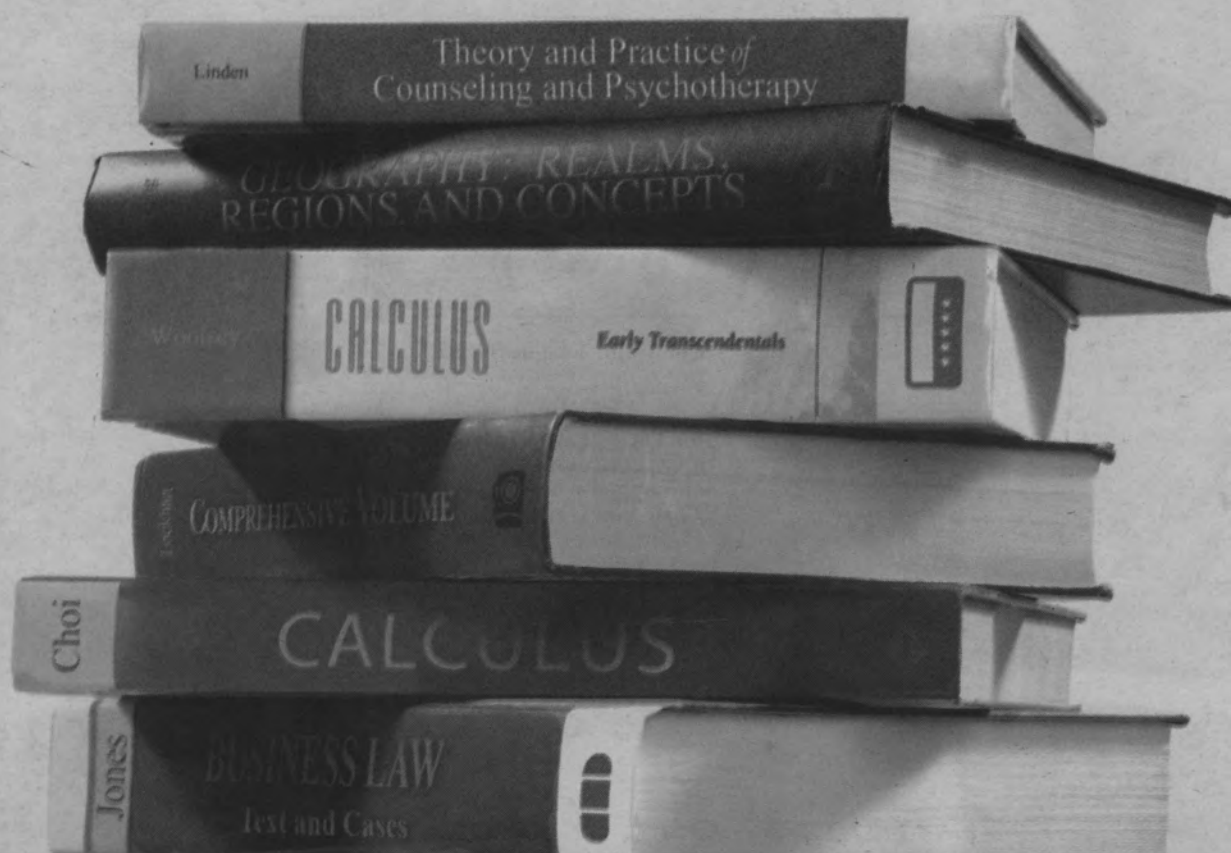 Linden
Theory and Practice of
Counseling and Psychotherapy
GEOGRAPHY: REALMS,
REGIONS AND CONCEPTS
Woolsey
CALCULUS
Early Transcendentals
COMPREHENSIVE VOLUME
Choi
CALCULUS
Jones
BUSINESS LAW
Text and Cases